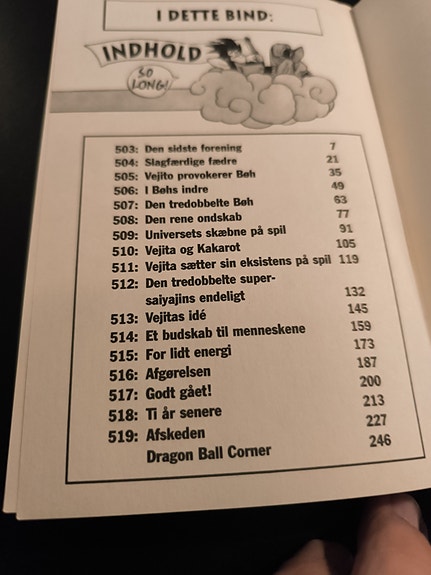 I DETTE BIND:
INDHOLD
SO
LONG!
503: Den sidste forening 7
504: Slagfærdige fædre 21
505: Vejito provokerer Bøh 35
506: I Bøhs indre 49
507: Den tredobbelte Bøh 63
508: Den rene ondskab 77
509: Universets skæbne på spil 91
510: Vejita og Kakarot 105
511: Vejita sætter sin eksistens på spil 119
512: Den tredobbelte super-
saiyajins endeligt 132
513: Vejitas idé 145
514: Et budskab til menneskene 159
515: For lidt energi 173
516: Afgørelsen 187
517: Godt gået! 200
518: Ti år senere 213
519: Afskeden 227
Dragon Ball Corner 246